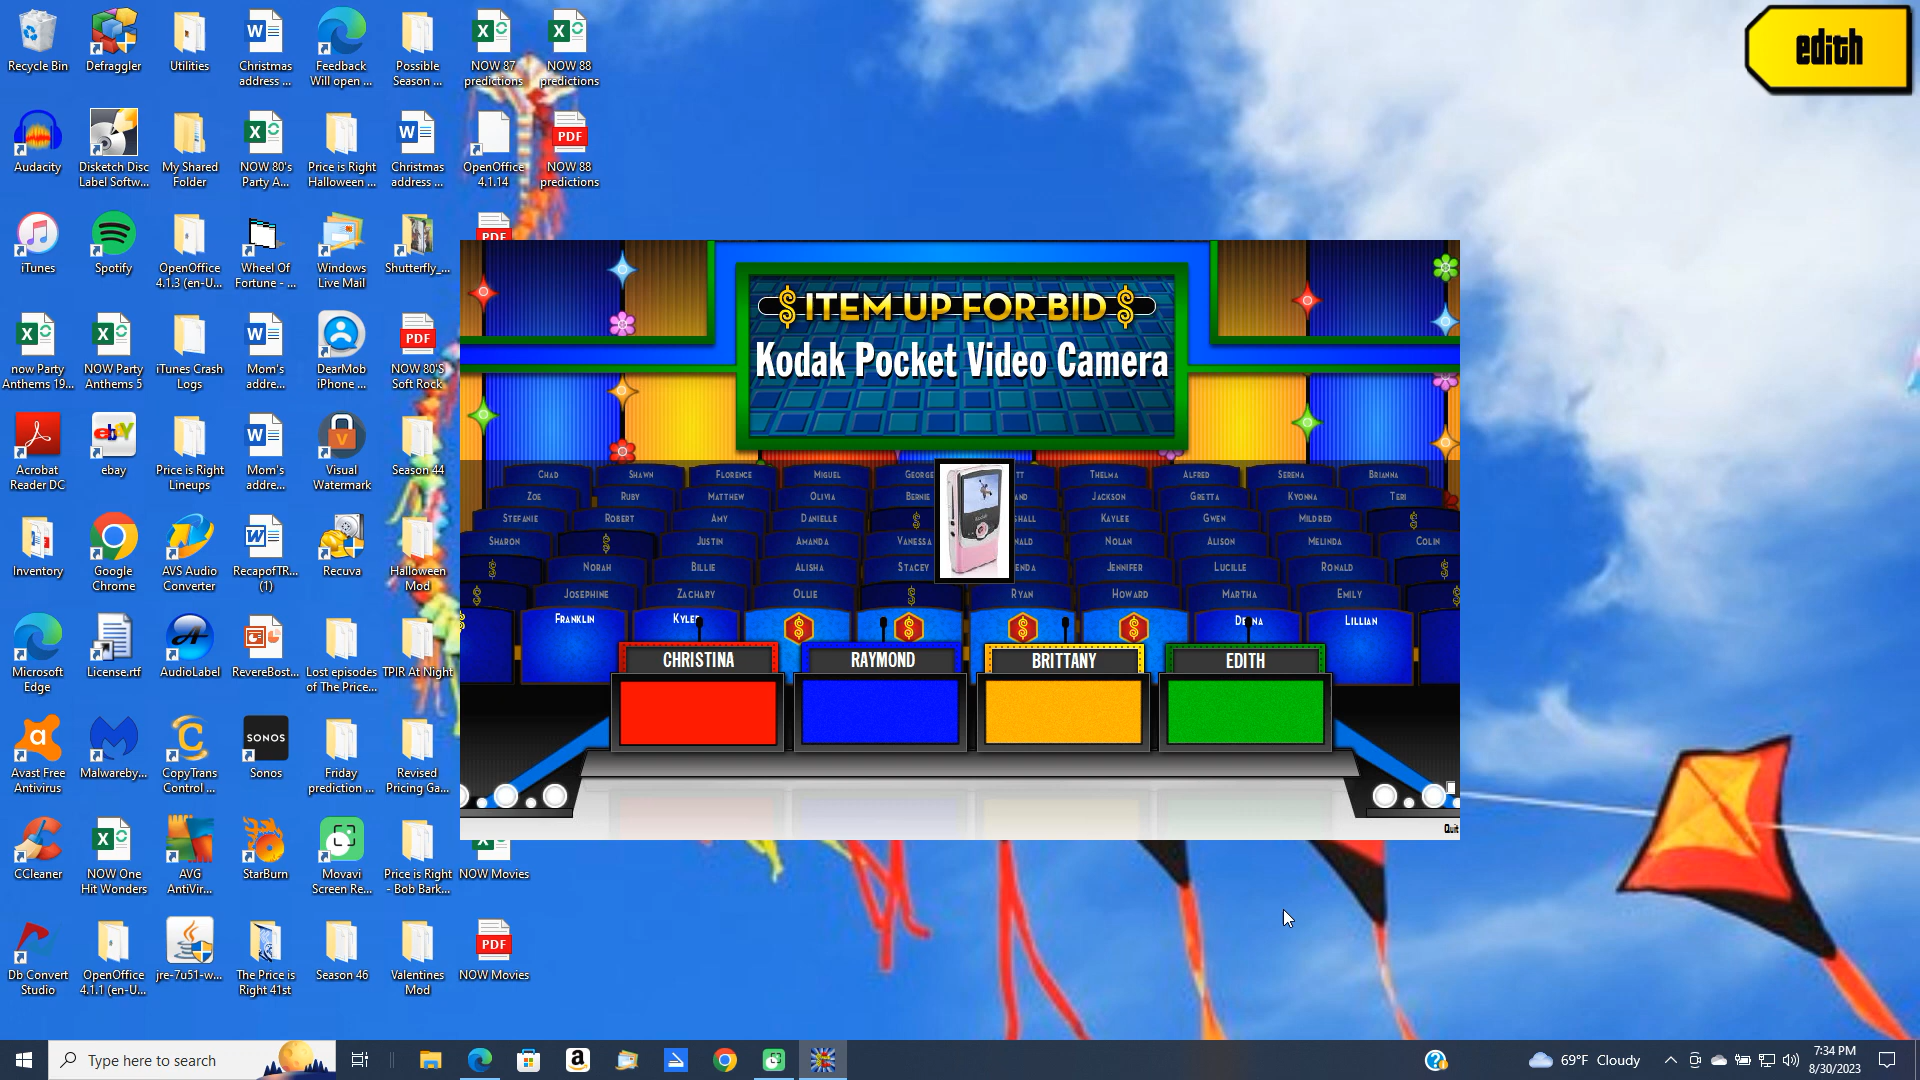 Recycle Bin
Defraggler
Utilities
Christmas
address ...
Feedback
Will open ...
Possible
Season ...
NOW 87
predictions
NOW 88
predictions
edith
Audacity
Disketch Disc
Label Softw...
My Shared
Folder
NOW 80's
Party A...
Price is Right
Halloween ...
Christmas
address ...
OpenOffice
4.1.14
PDF
NOW 88
predictions
iTunes
Spotify
OpenOffice
4.1.3 (en-U...
Wheel Of
Fortune - ...
Windows
Live Mail
Shutterfly_...
PDF
now Party
Anthems 19...
NOW Party
Anthems 5
iTunes Crash
Logs
Mom's
addre...
DearMob
iPhone ...
PDF
NOW 80'S
Soft Rock
Acrobat
Reader DC
ebay
ebay
Price is Right
Lineups
Mom's
addre...
Visual
Watermark
Season 44
Inventory
Google
Chrome
AVS Audio
Converter
RecapofTR...
(1)
Recuva
Halloween
Mod
Microsoft
Edge
License.rtf
AudioLabel
RevereBost...
Lost episodes
of The Price...
TPIR At Night
Avast Free
Antivirus
Malwareby...
CopyTrans
Control ...
SONOS
Sonos
Friday
prediction ...
Revised
Pricing Ga...
CCleaner
NOW One
Hit Wonders
AVG
AntiVir...
StarBurn
Movavi
Screen Re...
Price is Right
- Bob Bark...
NOW Movies
Db Convert
Studio
OpenOffice
4.1.1 (en-U...
jre-7u51-w...
The Price is
Right 41st
Season 46
Valentines
Mod
PDF
NOW Movies
$ITEM UP FOR BID$
Kodak Pocket Video Camera
CHAD SHAWN FLORENCE MIGUEL GEORGE THELMA ALFRED SERENA BRIANNA
ZOE RUBY MATTHEW OLIVIA BERNIE JACKSON GRETTA KYONNA TERI
STEFANIE ROBERT AMY DANIELLE KAYLEE GWEN MILDRED
SHARON JUSTIN AMANDA VANESSA NOLAN ALISON MELINDA COLIN
NORAH BILLIE ALISHA STACEY JENNIFER LUCILLE RONALD
JOSEPHINE ZACHARY OLLIE RYAN HOWARD MARTHA EMILY
FRANKLIN KYLEE LILLIAN
CHRISTINA RAYMOND BRITTANY EDITH
Quit
Type here to search
69°F Cloudy
7:34 PM
8/30/2023